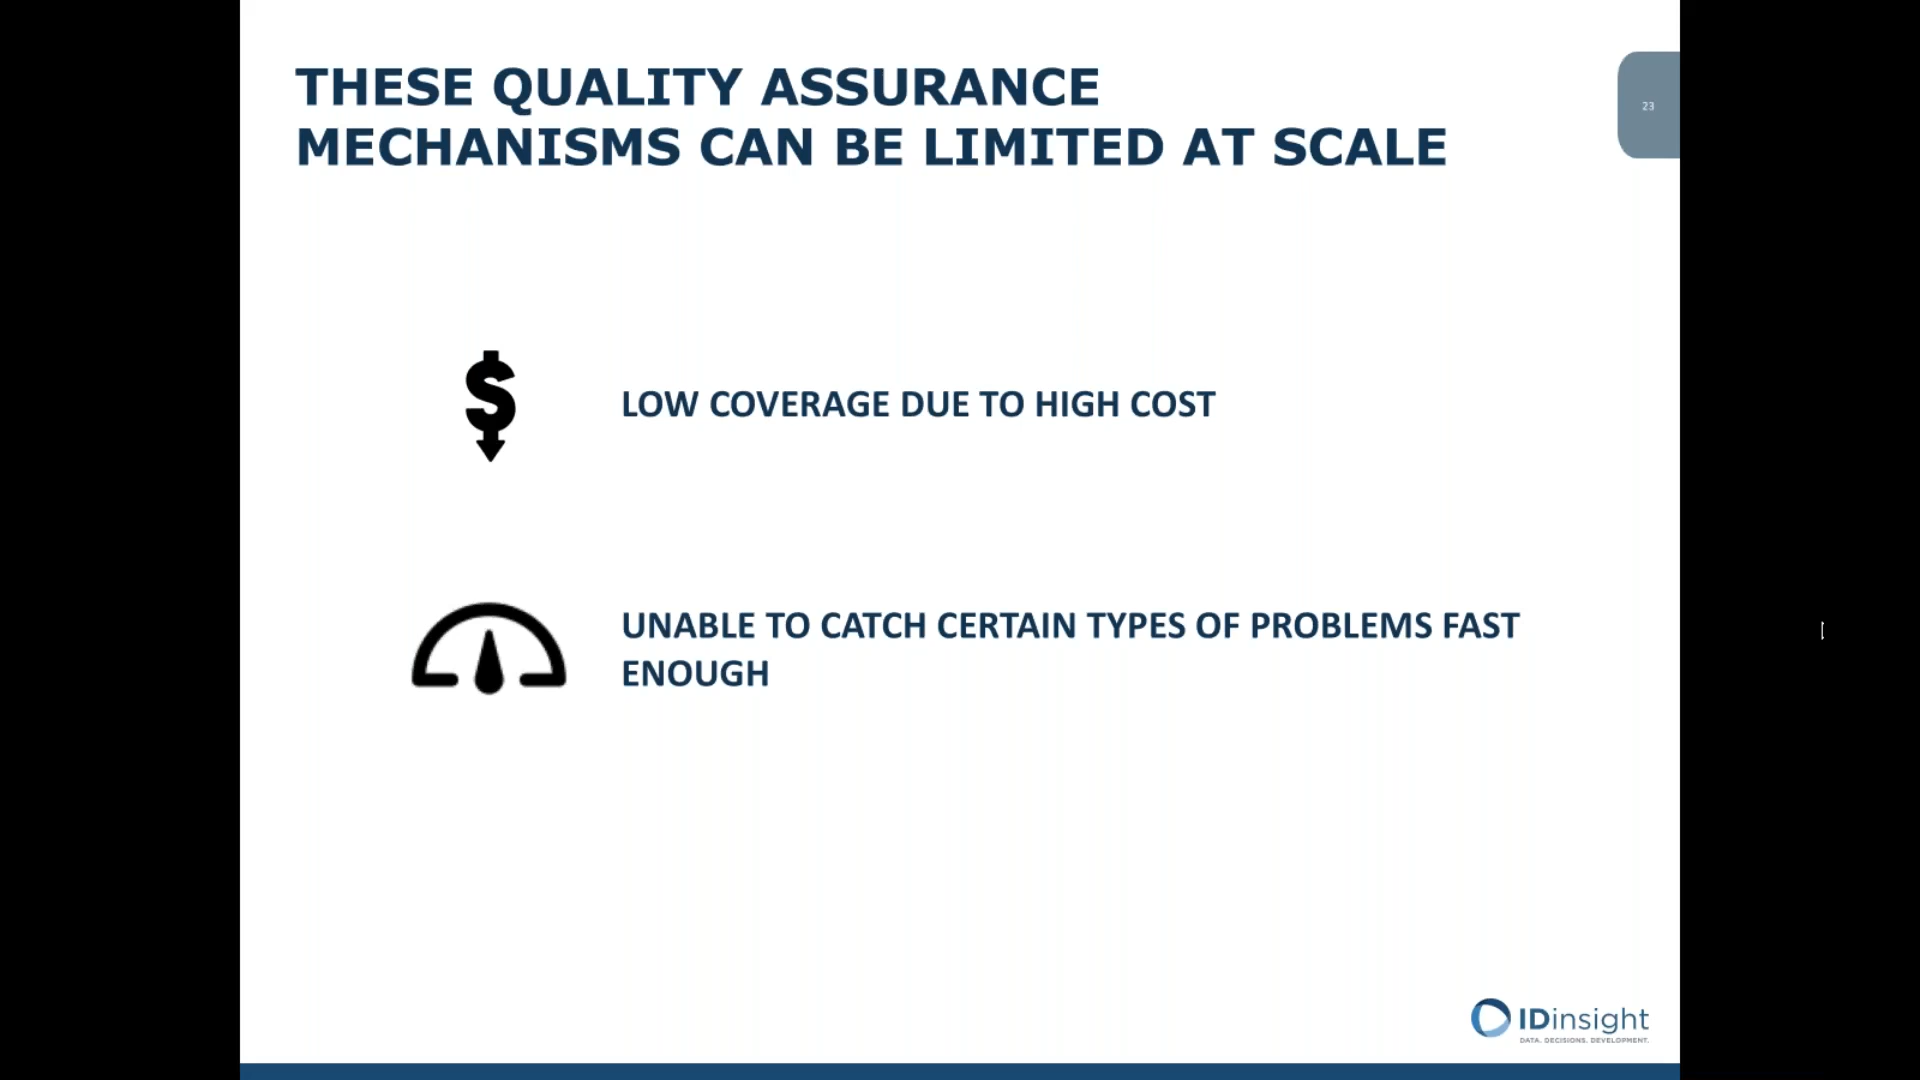 THESE QUALITY ASSURANCE
MECHANISMS CAN BE LIMITED AT SCALE
23
LOW COVERAGE DUE TO HIGH COST
UNABLE TO CATCH CERTAIN TYPES OF PROBLEMS FAST
ENOUGH
IDinsight
DATA. DECISIONS. DEVELOPMENT.